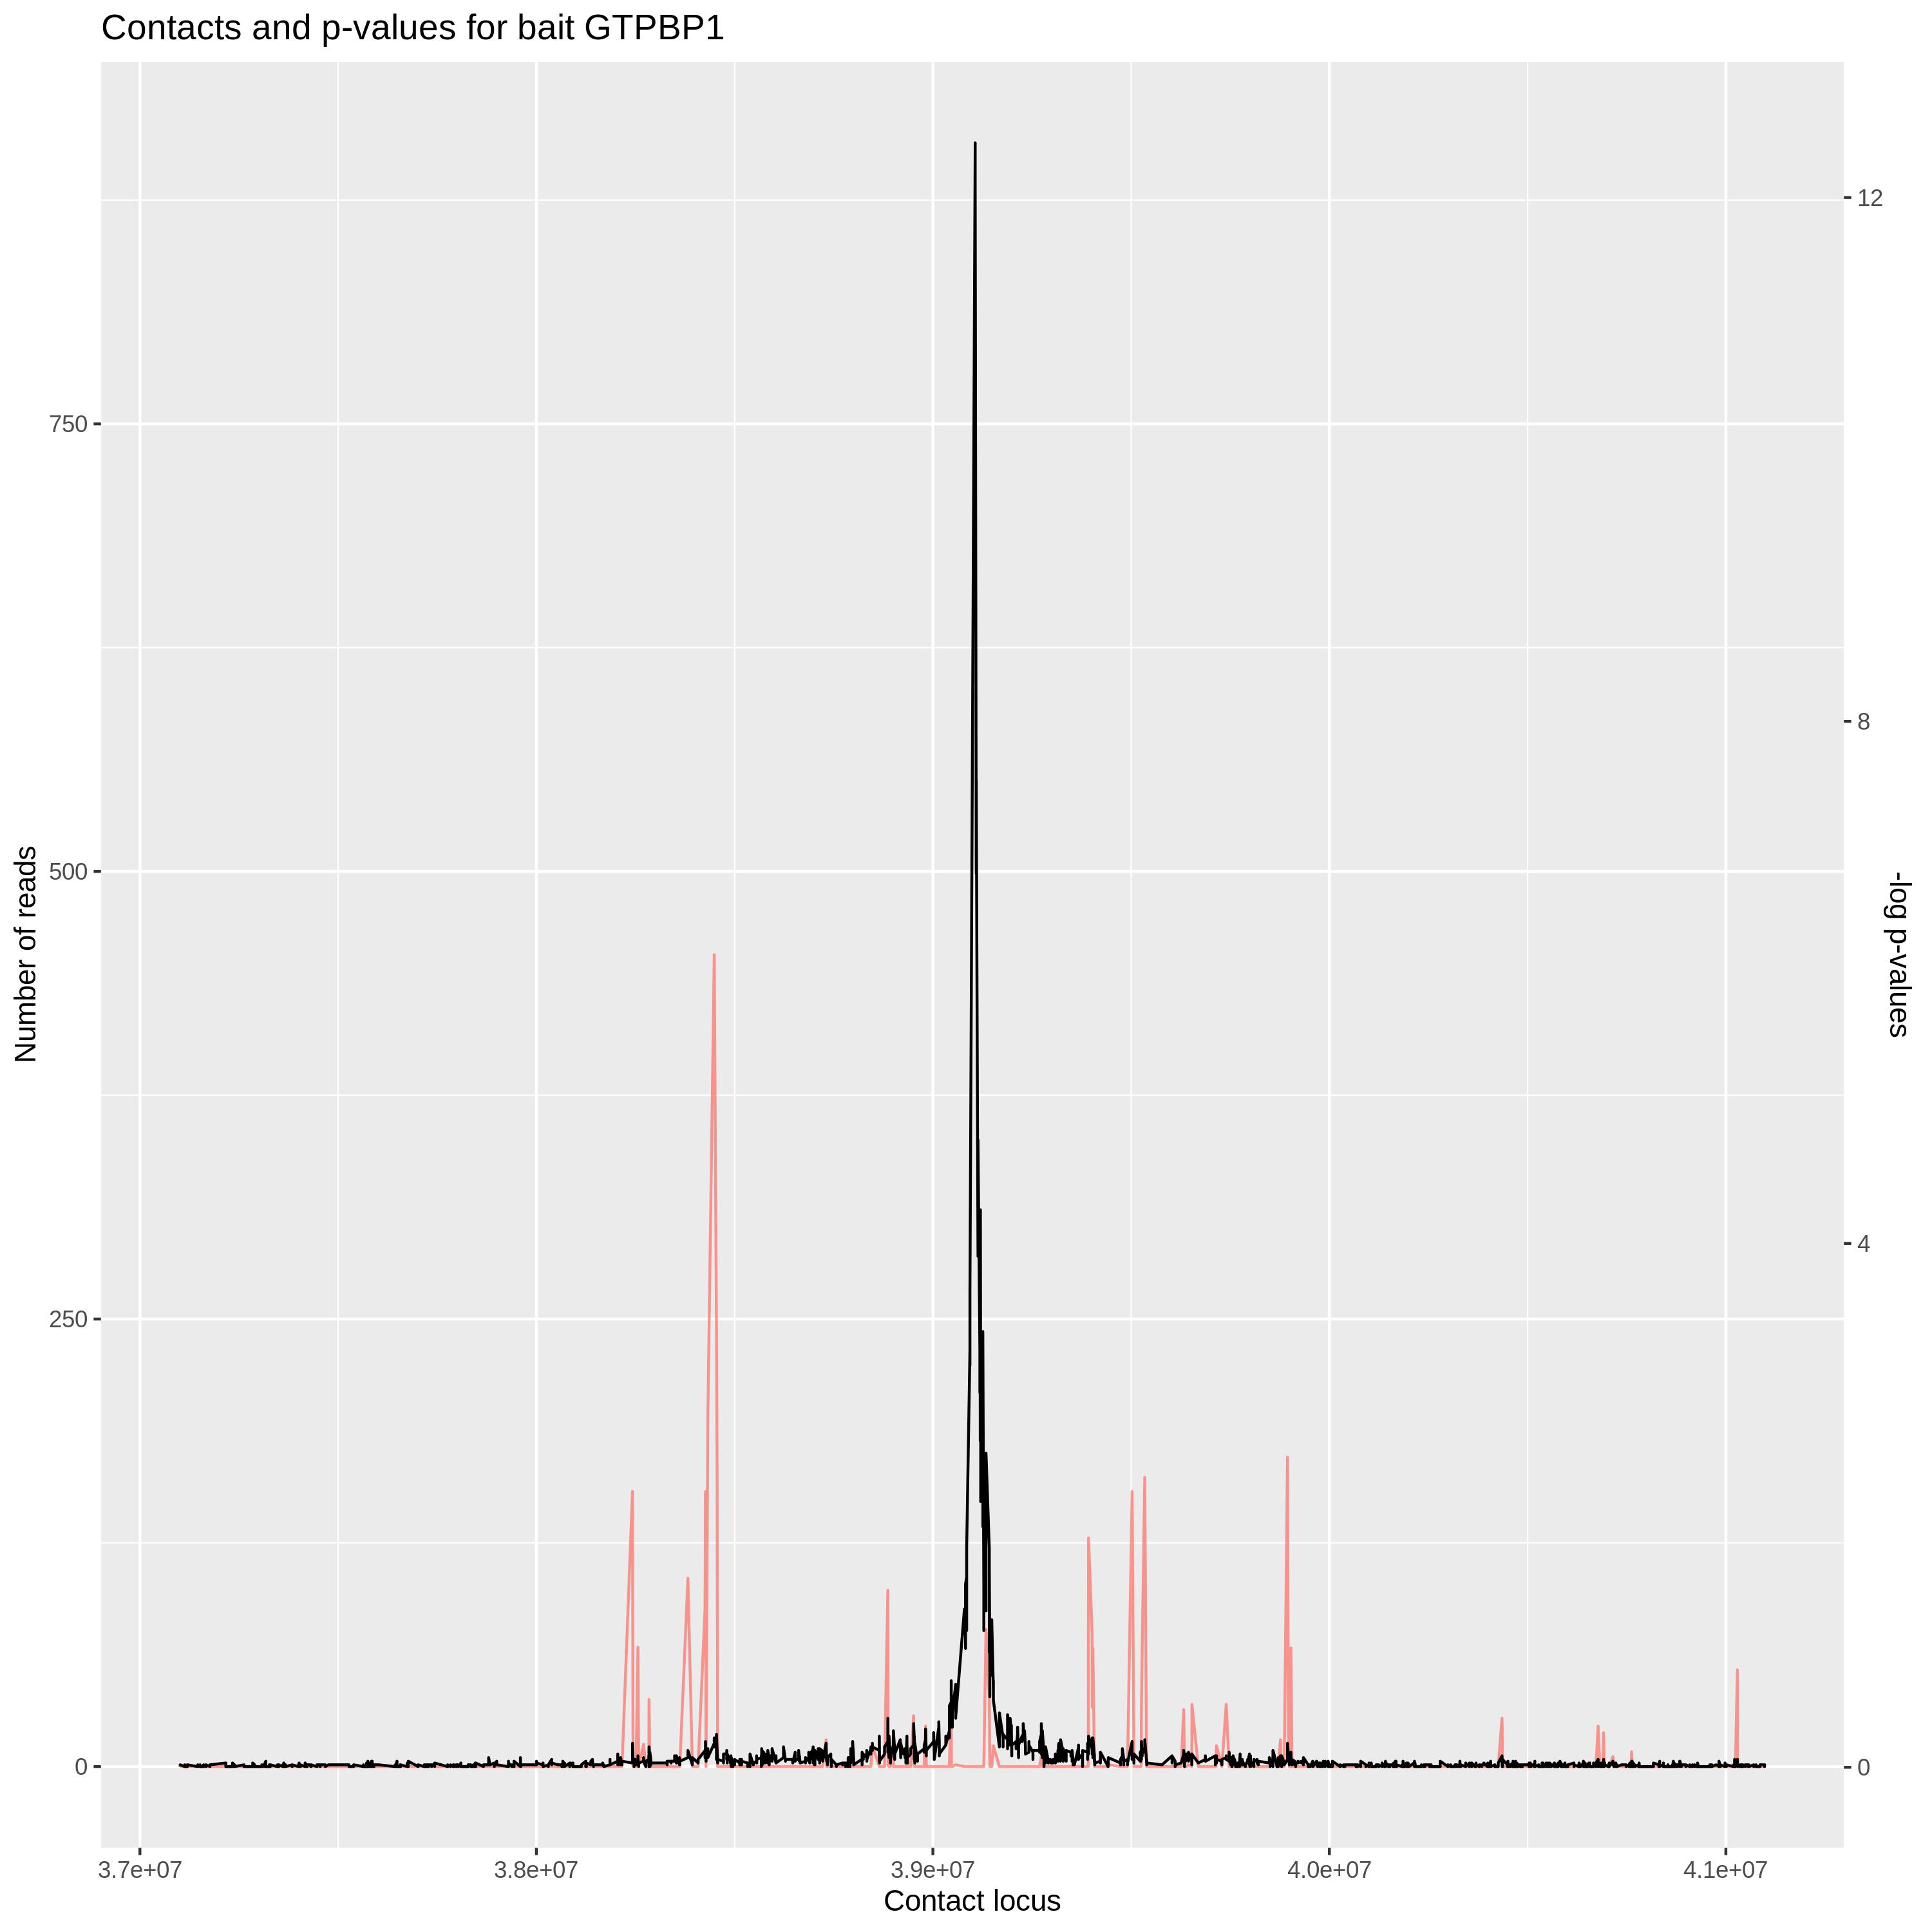 Contacts and p-values for bait GTPBP1
12
750
8
500
Number of reads
-log p-values
4
250
0
0
3.7e+07
3.8e+07
3.9e+07
4.0e+07
4.1e+07
Contact locus